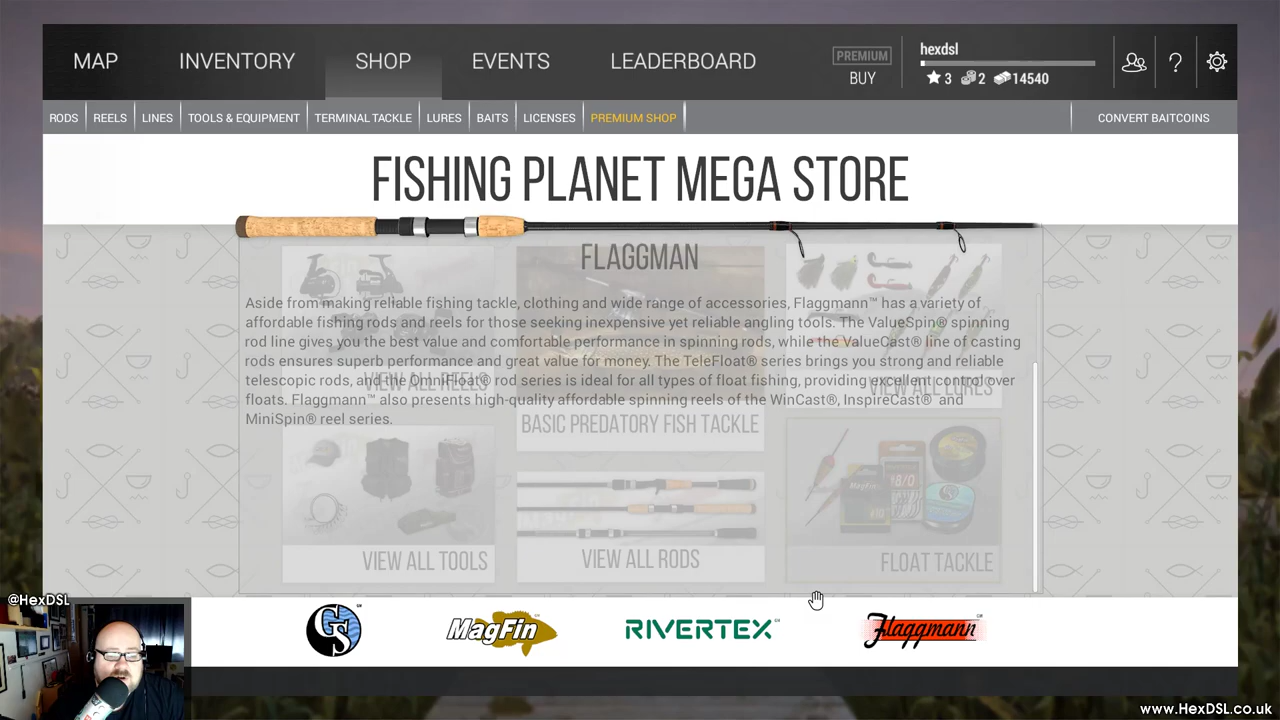 MAP INVENTORY SHOP EVENTS LEADERBOARD PREMIUM BUY hexdsl 3 2 14540
RODS REELS LINES TOOLS & EQUIPMENT TERMINAL TACKLE LURES BAITS LICENSES PREMIUM SHOP CONVERT BAITCOINS
FISHING PLANET MEGA STORE
FLAGGMAN
Aside from making reliable fishing tackle, clothing and wide range of accessories, Flaggmann™ has a variety of
affordable fishing rods and reels for those seeking inexpensive yet reliable angling tools. The ValueSpin® spinning
rod line gives you the best value and comfortable performance in spinning rods, while the ValueCast® line of casting
rods ensures superb performance and great value for money. The TeleFloat® series brings you strong and reliable
telescopic rods, and the OmniFloat® rod series is ideal for all types of float fishing, providing excellent control over
floats. Flaggmann™ also presents high-quality affordable spinning reels of the WinCast®, InspireCast® and
MiniSpin® reel series.
VIEW ALL REELS
VIEW ALL LURES
BASIC PREDATORY FISH TACKLE
VIEW ALL TOOLS
VIEW ALL RODS
FLOAT TACKLE
@HexDSL
GS MagFin RIVERTEX Flaggmann
www.HexDSL.co.uk